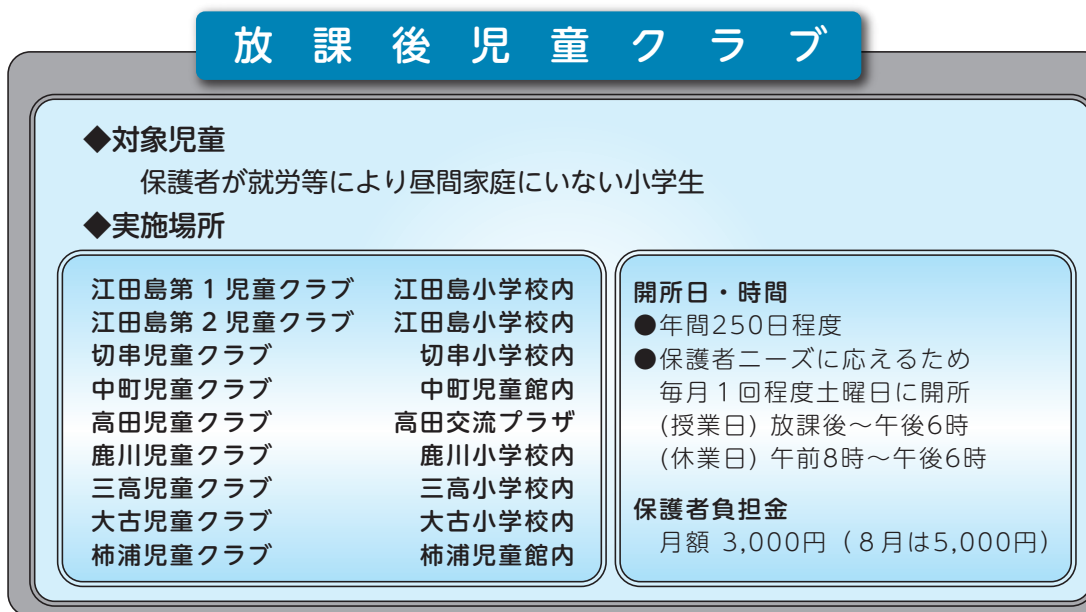 放課後児童クラブ
◆対象児童
保護者が就労等により昼間家庭にいない小学生
◆実施場所
江田島第1児童クラブ 江田島小学校内
江田島第2児童クラブ 江田島小学校内
切串児童クラブ 切串小学校内
中町児童クラブ 中町児童館内
高田児童クラブ 高田交流プラザ
鹿川児童クラブ 鹿川小学校内
三高児童クラブ 三高小学校内
大古児童クラブ 大古小学校内
柿浦児童クラブ 柿浦児童館内
開所日・時間
●年間250日程度
●保護者ニーズに応えるため
毎月1回程度土曜日に開所
(授業日) 放課後～午後6時
(休業日) 午前8時～午後6時
保護者負担金
月額 3,000円（8月は5,000円）